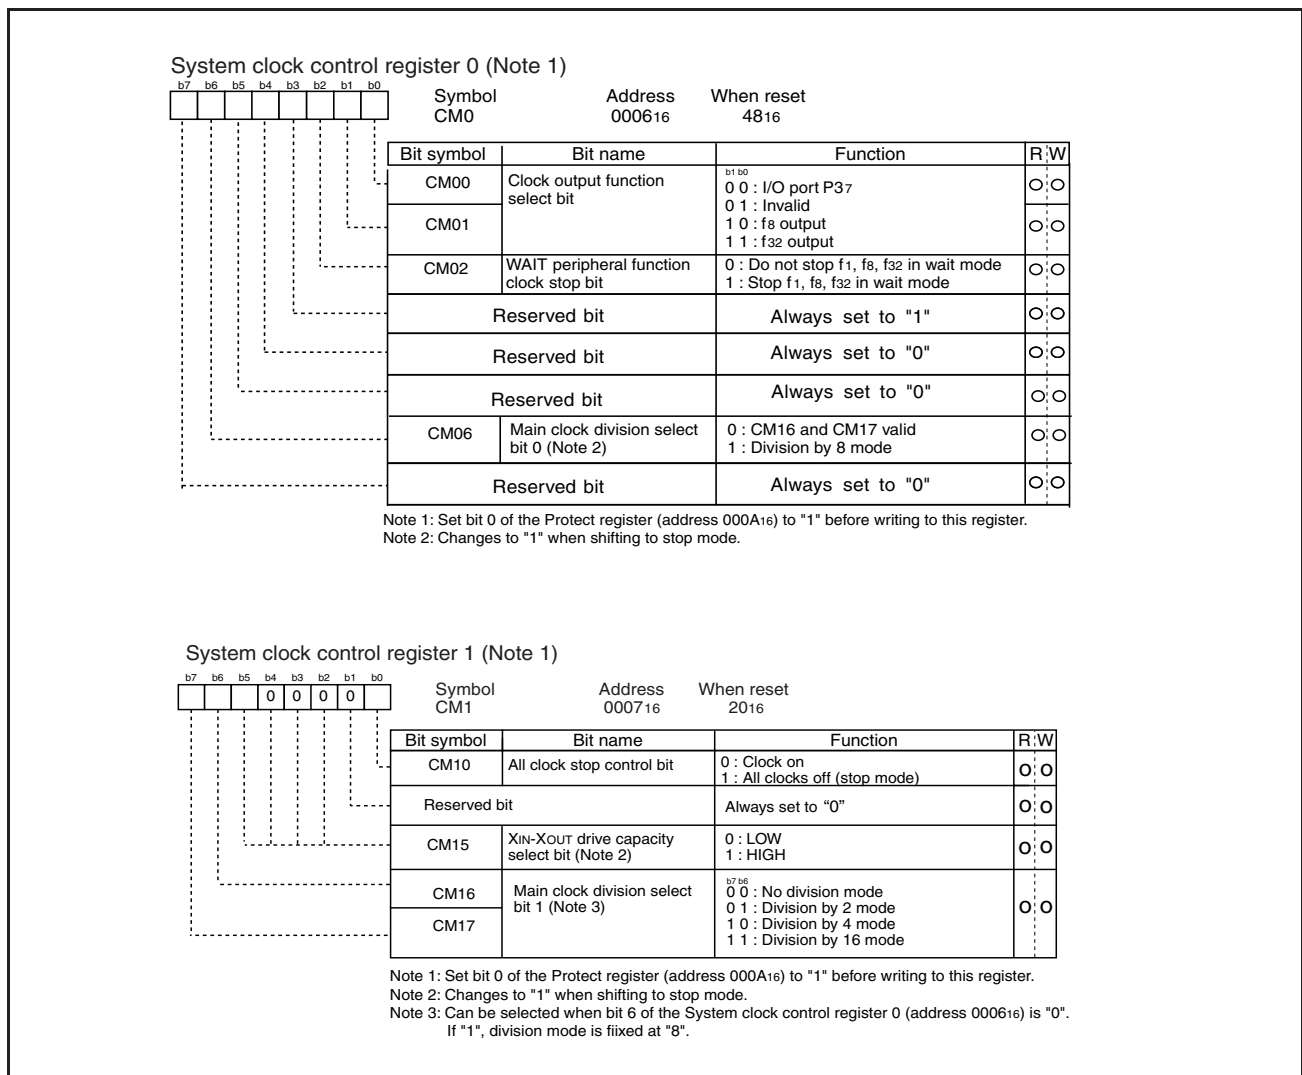 System clock control register 0 (Note 1)
b7 b6 b5 b4 b3 b2 b1 b0
Symbol Address When reset
CM0 000616 4816
Bit symbol Bit name Function R W
CM00 Clock output function select bit
b1 b0
0 0 : I/O port P37
0 1 : Invalid
CM01
1 0 : f8 output
1 1 : f32 output
CM02 WAIT peripheral function clock stop bit
0 : Do not stop f1, f8, f32 in wait mode
1 : Stop f1, f8, f32 in wait mode
Reserved bit Always set to "1"
Reserved bit Always set to "0"
Reserved bit Always set to "0"
CM06 Main clock division select bit 0 (Note 2)
0 : CM16 and CM17 valid
1 : Division by 8 mode
Reserved bit Always set to "0"
Note 1: Set bit 0 of the Protect register (address 000A16) to "1" before writing to this register.
Note 2: Changes to "1" when shifting to stop mode.
System clock control register 1 (Note 1)
b7 b6 b5 b4 b3 b2 b1 b0
0 0 0 0
Symbol Address When reset
CM1 000716 2016
Bit symbol Bit name Function R W
CM10 All clock stop control bit
0 : Clock on
1 : All clocks off (stop mode)
Reserved bit Always set to “0”
CM15 XIN-XOUT drive capacity select bit (Note 2)
0 : LOW
1 : HIGH
CM16 Main clock division select bit 1 (Note 3)
b7 b6
0 0 : No division mode
0 1 : Division by 2 mode
CM17
1 0 : Division by 4 mode
1 1 : Division by 16 mode
Note 1: Set bit 0 of the Protect register (address 000A16) to "1" before writing to this register.
Note 2: Changes to "1" when shifting to stop mode.
Note 3: Can be selected when bit 6 of the System clock control register 0 (address 000616) is "0".
If "1", division mode is fiixed at "8".